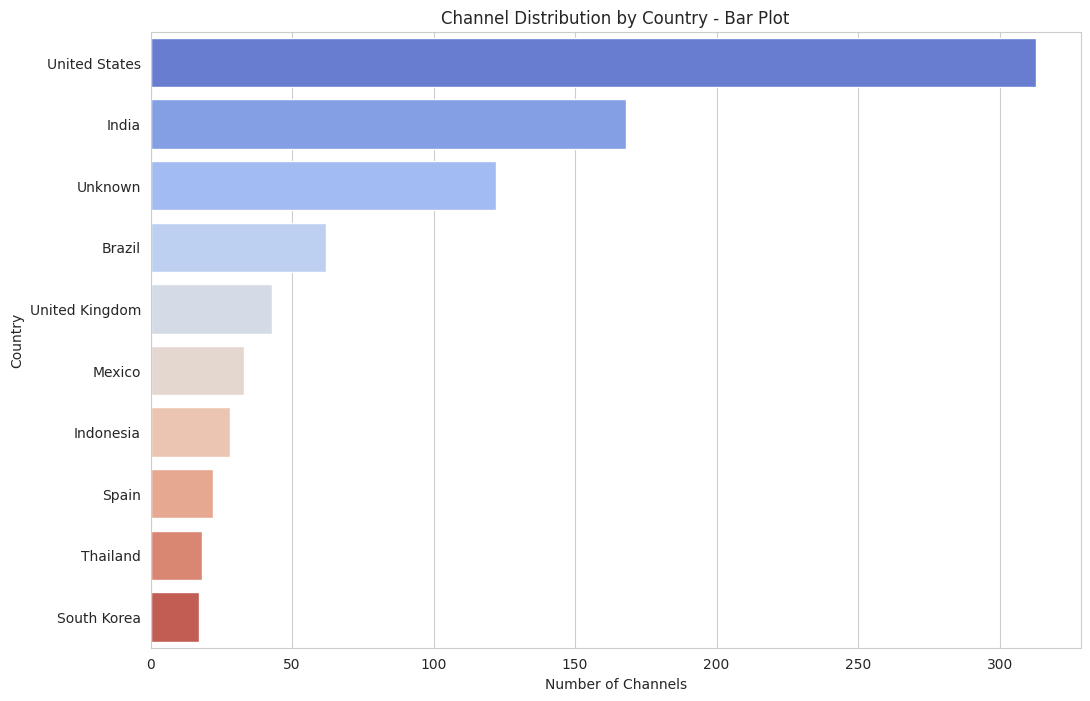 Channel Distribution by Country - Bar Plot
United States
India
Unknown
Brazil
United Kingdom
Mexico
Indonesia
Spain
Thailand
South Korea
Country
0 50 100 150 200 250 300
Number of Channels